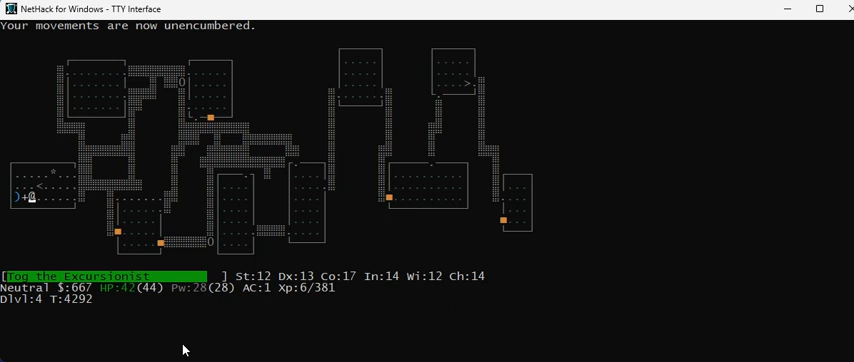 NetHack for Windows - TTY Interface
Your movements are now unencumbered.
[Tog the Excursionist ] St:12 Dx:13 Co:17 In:14 Wi:12 Ch:14
Neutral $:667 HP:42(44) Pw:28(28) AC:1 Xp:6/381
Dlvl:4 T:4292